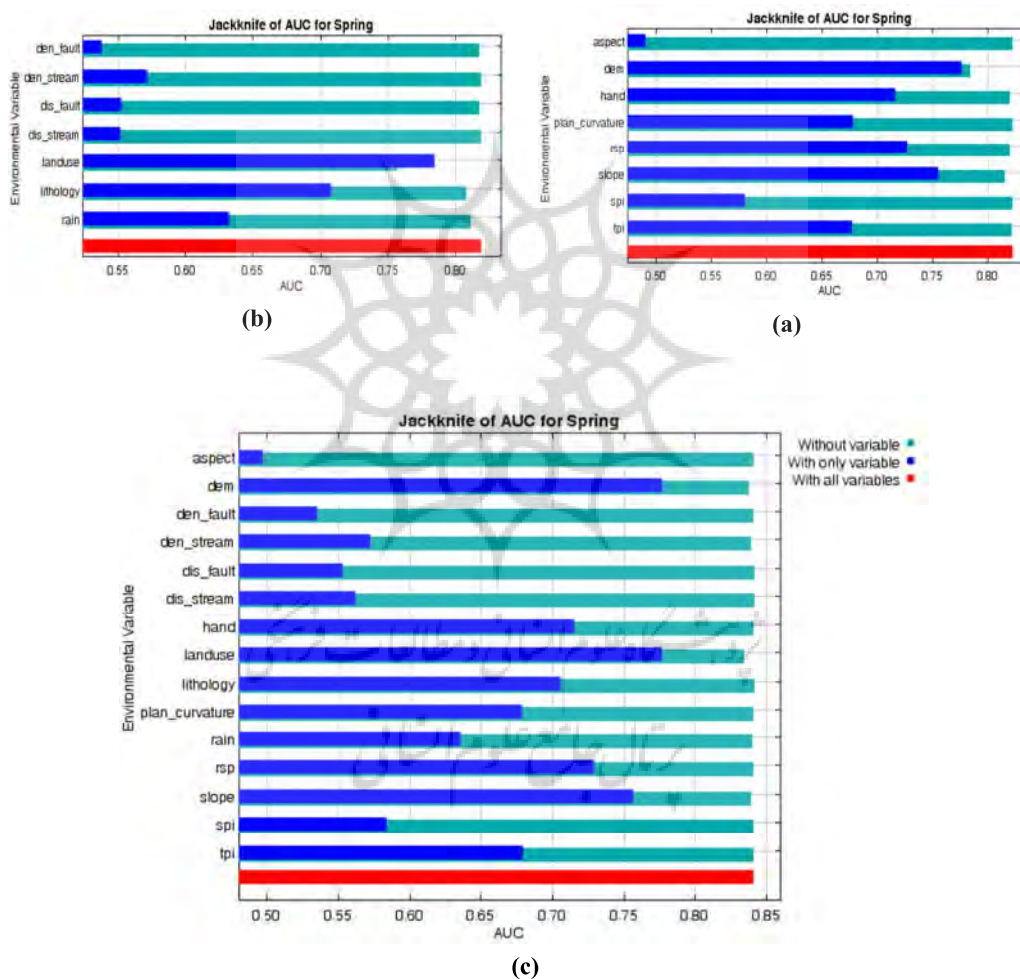 Jackknife of AUC for Spring
Environmental Variable
den_fault
den_stream
dis_fault
dis_stream
landuse
lithology
rain
0.55 0.60 0.65 0.70 0.75 0.80
AUC
(b)
Jackknife of AUC for Spring
Environmental Variable
aspect
dem
hand
plan_curvature
rsp
slope
spi
tpi
0.50 0.55 0.60 0.65 0.70 0.75 0.80
AUC
(a)
Jackknife of AUC for Spring
Environmental Variable
aspect
dem
den_fault
den_stream
dis_fault
dis_stream
hand
landuse
lithology
plan_curvature
rain
rsp
slope
spi
tpi
0.50 0.55 0.60 0.65 0.70 0.75 0.80 0.85
AUC
Without variable
With only variable
With all variables
(c)